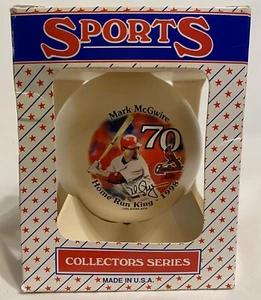 SPORTS
Mark McGwire
70
Home Run King - 1998
COLLECTORS SERIES
MADE IN U.S.A.